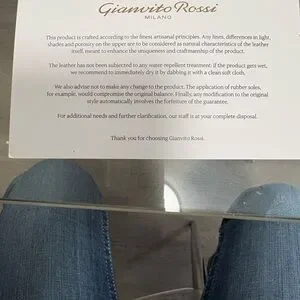 Gianvito Rossi
MILANO
This product is crafted according to the finest artisanal principles. Any lines, differences in light,
shades and porosity on the upper are to be considered as natural characteristics of the leather
itself, meant to enhance the uniqueness and craftmanship of the product.
The leather has not been subjected to any water-repellent treatment: if the product gets wet,
we recommend to immediately dry it by dabbing it with a clean soft cloth.
We also advise not to make any change to the product. The application of rubber soles,
for example, would compromise the original balance. Finally, any modification to the original
style automatically involves the forfeiture of the guarantee.
For additional needs and further clarification, our staff is at your complete disposal.
Thank you for choosing Gianvito Rossi.